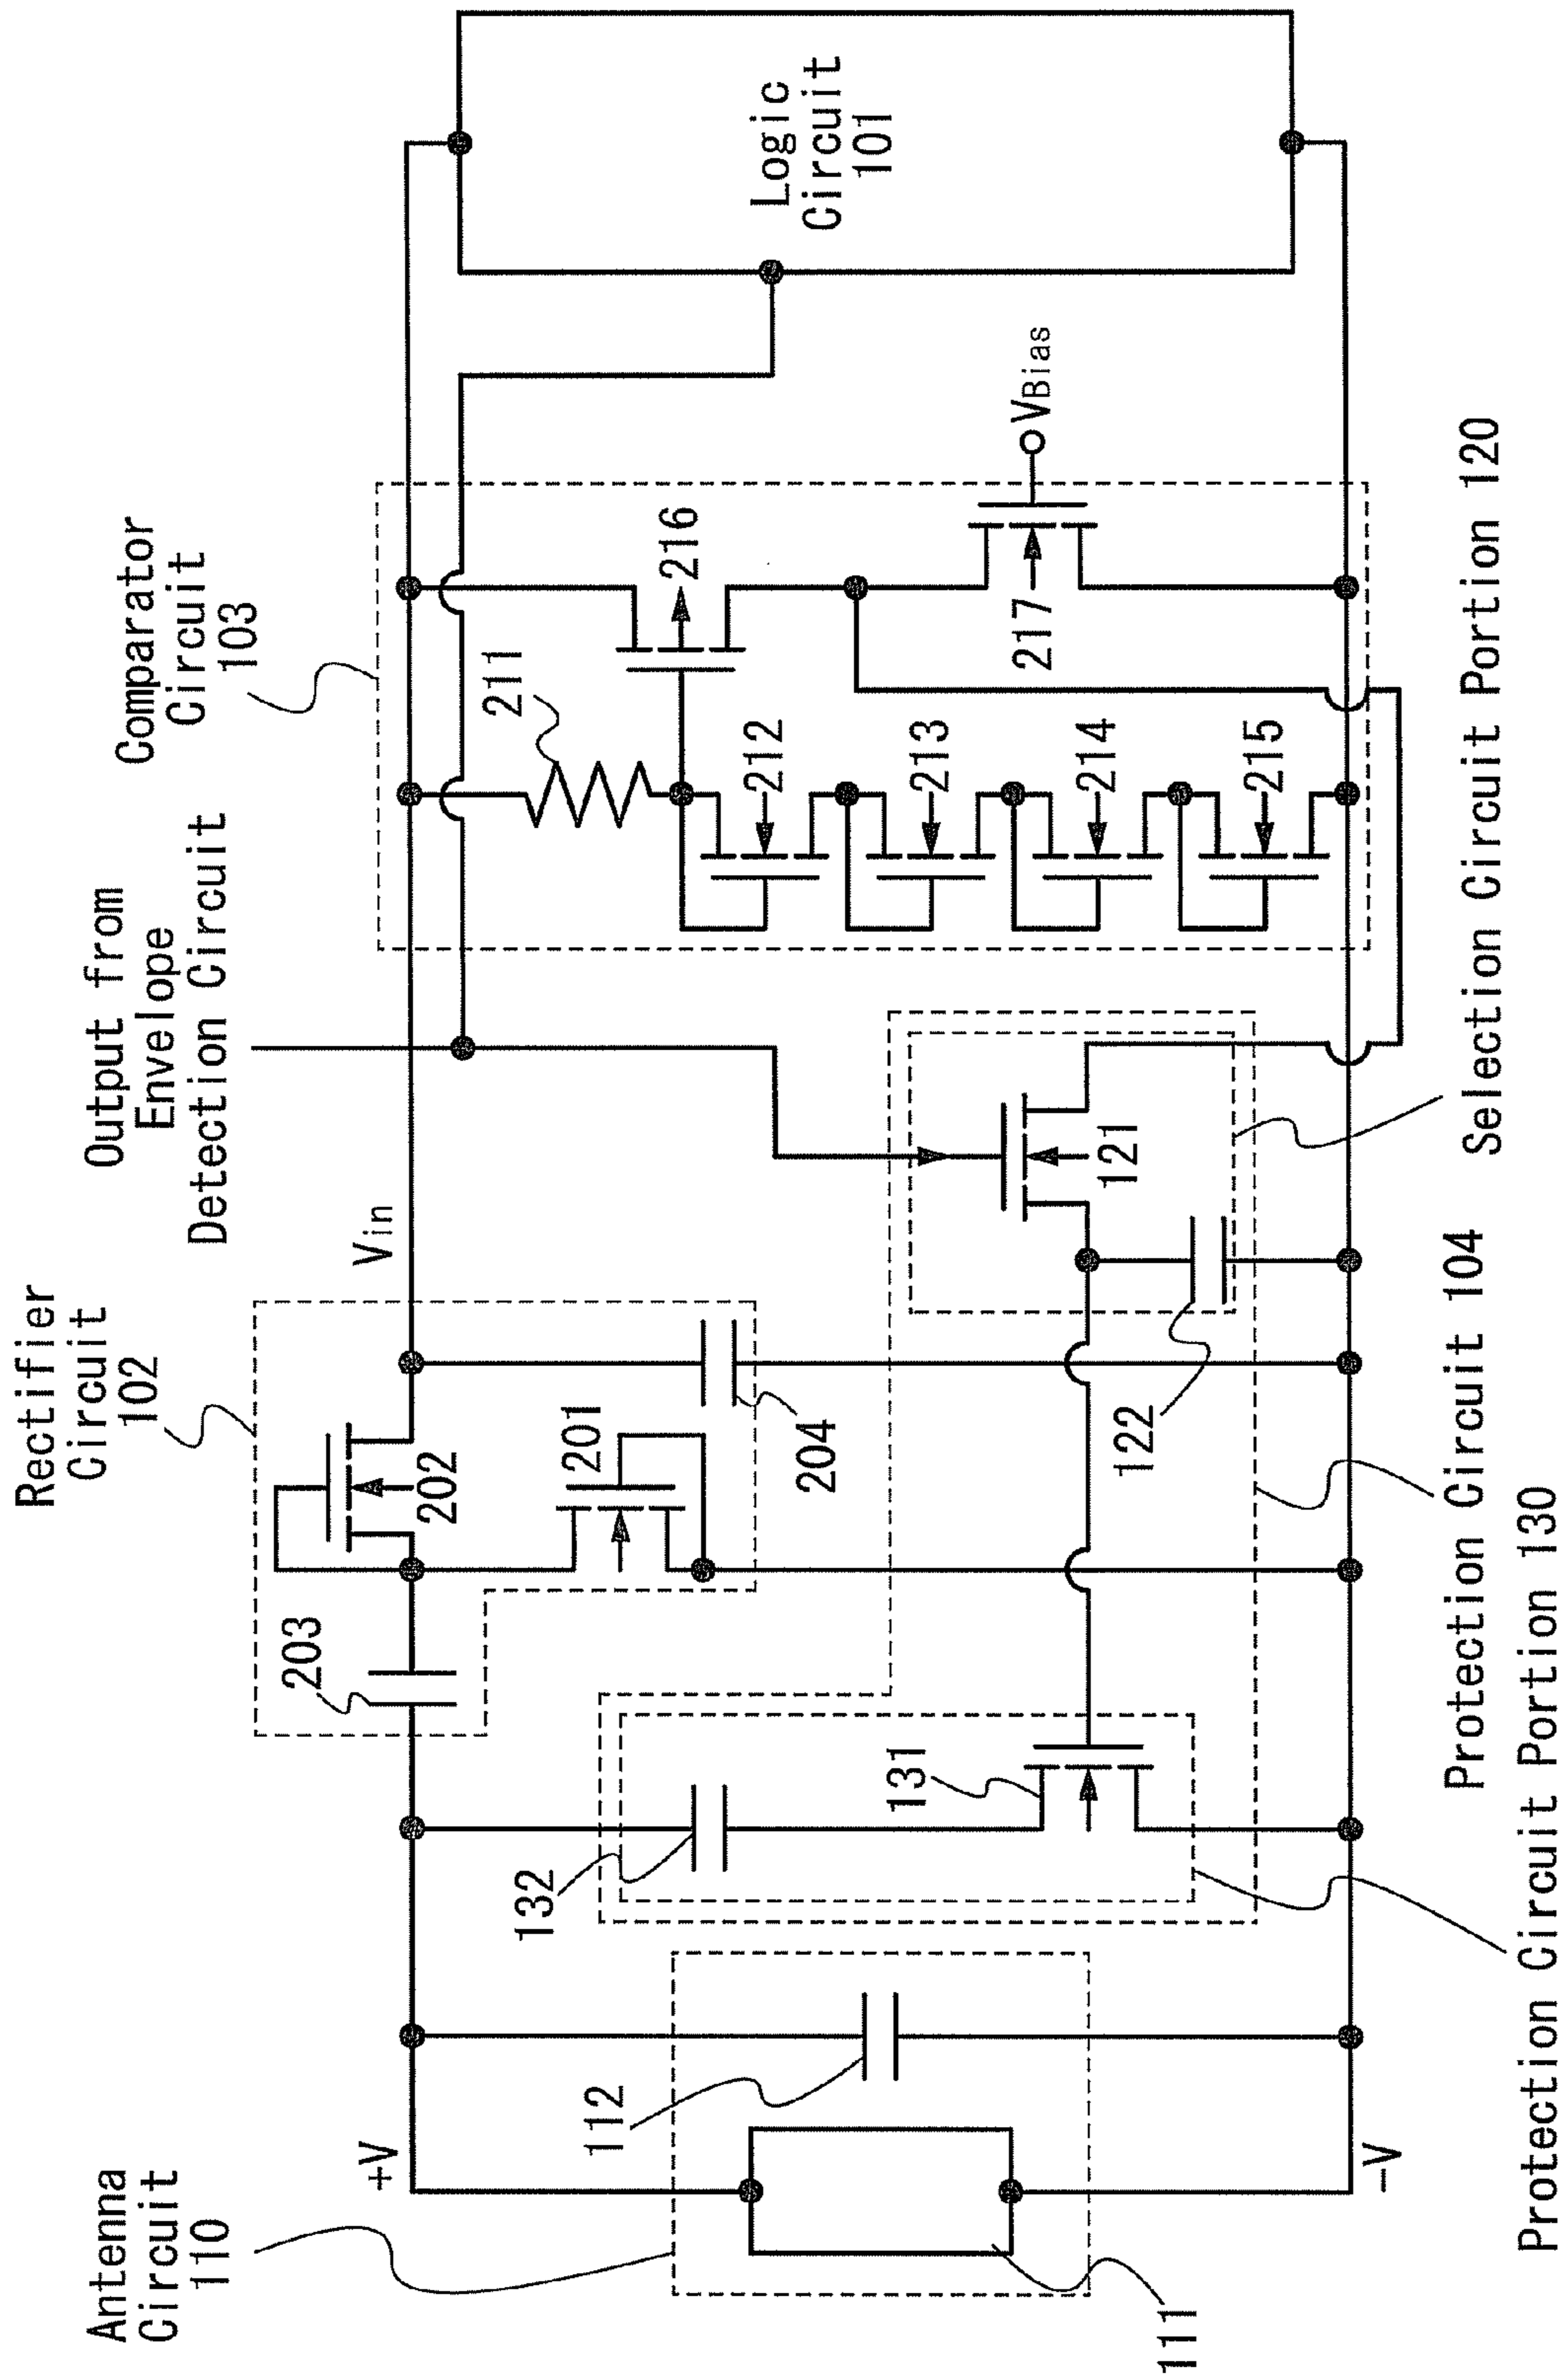 Antenna
Circuit
110
Rectifier
Circuit
102
Output from
Envelope
Detection Circuit
Comparator
Circuit
103
+V
203
202
Vin
201
204
132
131
112
111
121
122
211
216
212
213
214
215
217
VBias
Logic
Circuit
101
-V
Selection Circuit Portion 120
Protection Circuit 104
Protection Circuit Portion 130